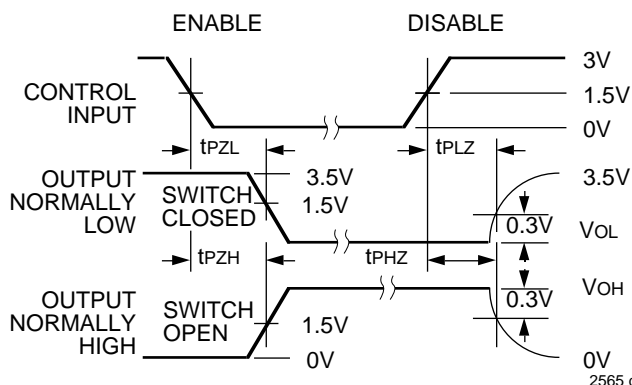 ENABLE DISABLE
3V
CONTROL INPUT
1.5V
0V
tPZL tPLZ
OUTPUT NORMALLY LOW
SWITCH CLOSED
3.5V
1.5V
3.5V
0.3V
VOL
tPZH tPHZ
OUTPUT NORMALLY HIGH
SWITCH OPEN
0.3V
VOH
1.5V
0V
0V